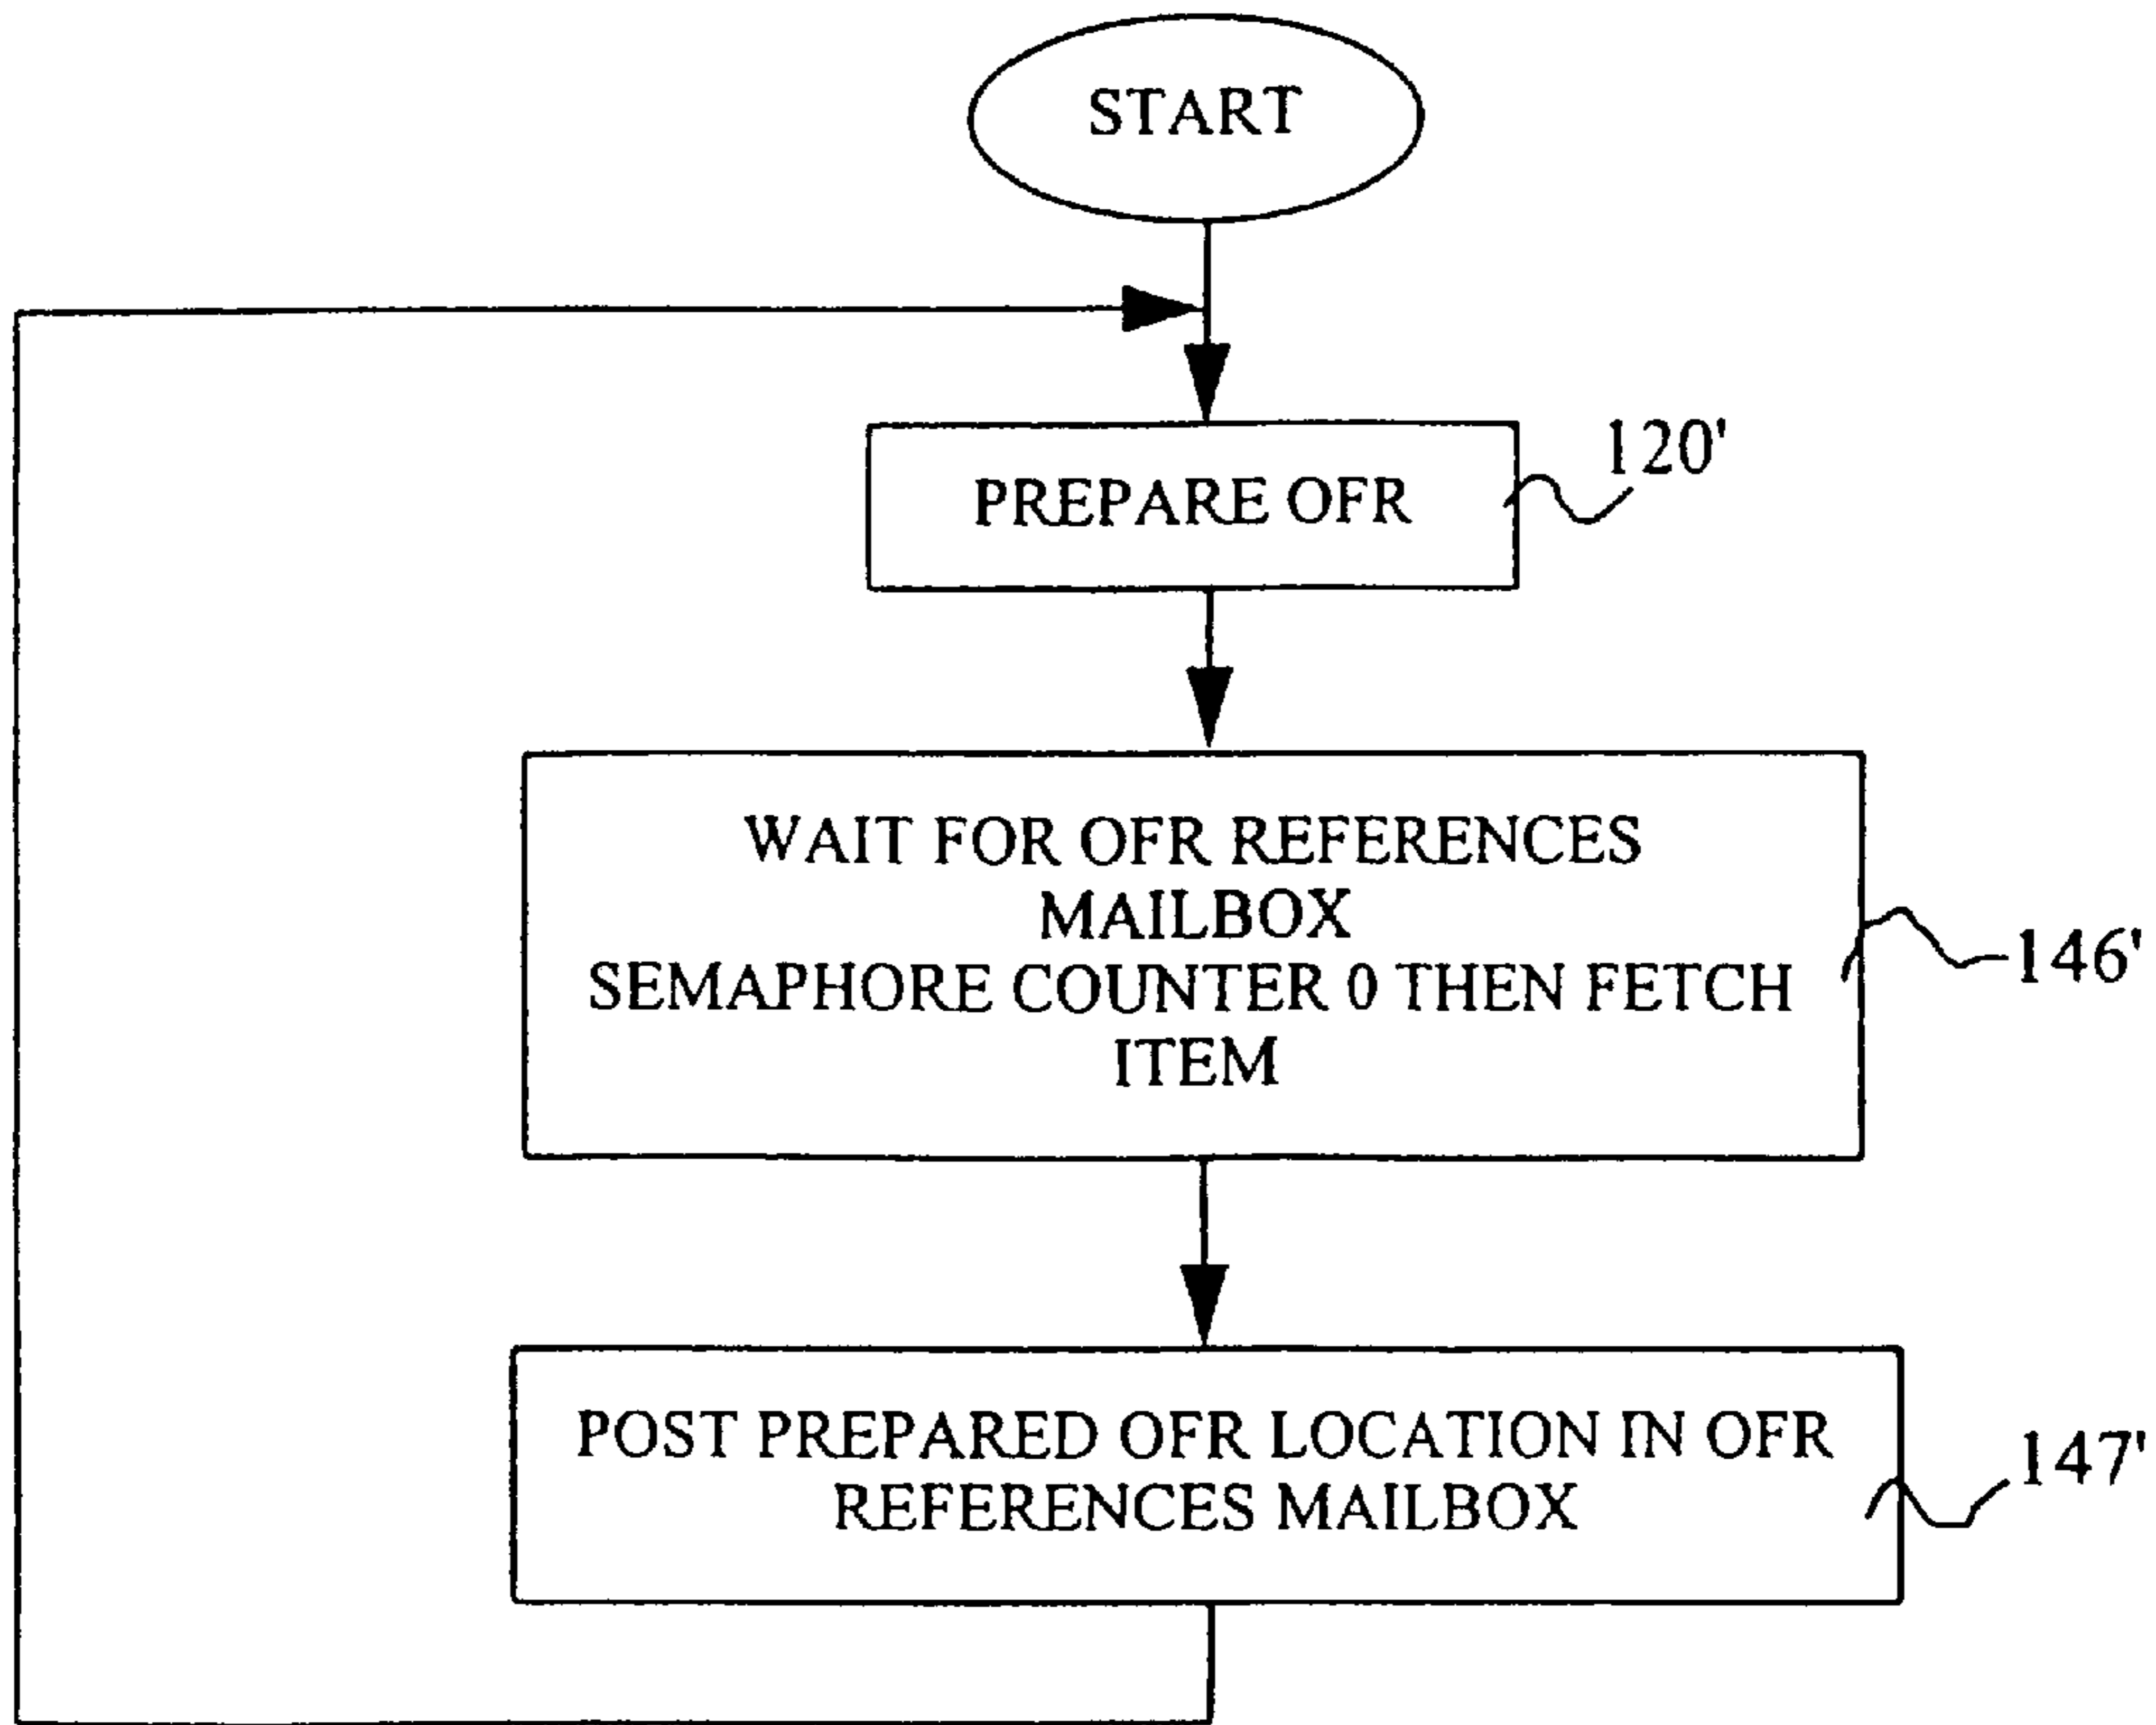 START
120'
PREPARE OFR
WAIT FOR OFR REFERENCES
MAILBOX
SEMAPHORE COUNTER 0 THEN FETCH
ITEM
146'
POST PREPARED OFR LOCATION IN OFR
REFERENCES MAILBOX
147'